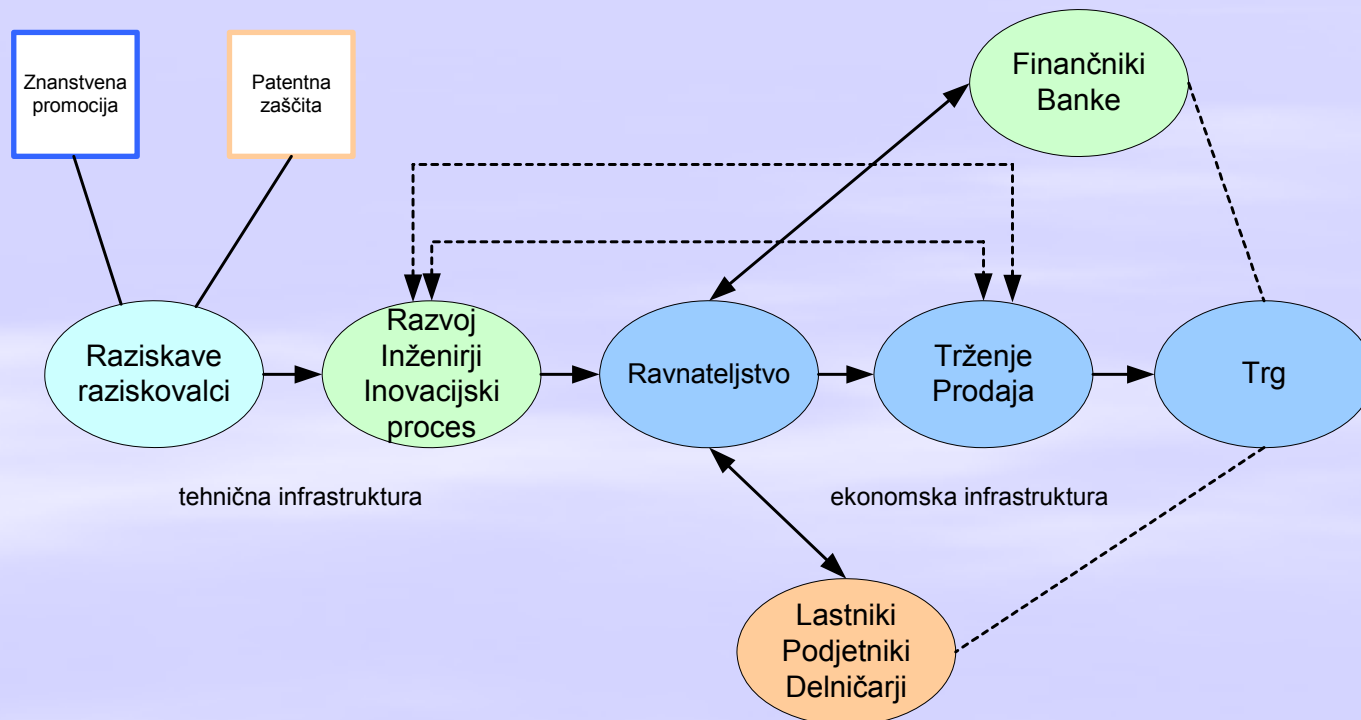 Znanstvena
promocija
Patentna
zaščita
Finančniki
Banke
Raziskave
raziskovalci
Razvoj
Inženirji
Inovacijski
proces
Ravnateljstvo
Trženje
Prodaja
Trg
tehnična infrastruktura
ekonomska infrastruktura
Lastniki
Podjetniki
Delničarji